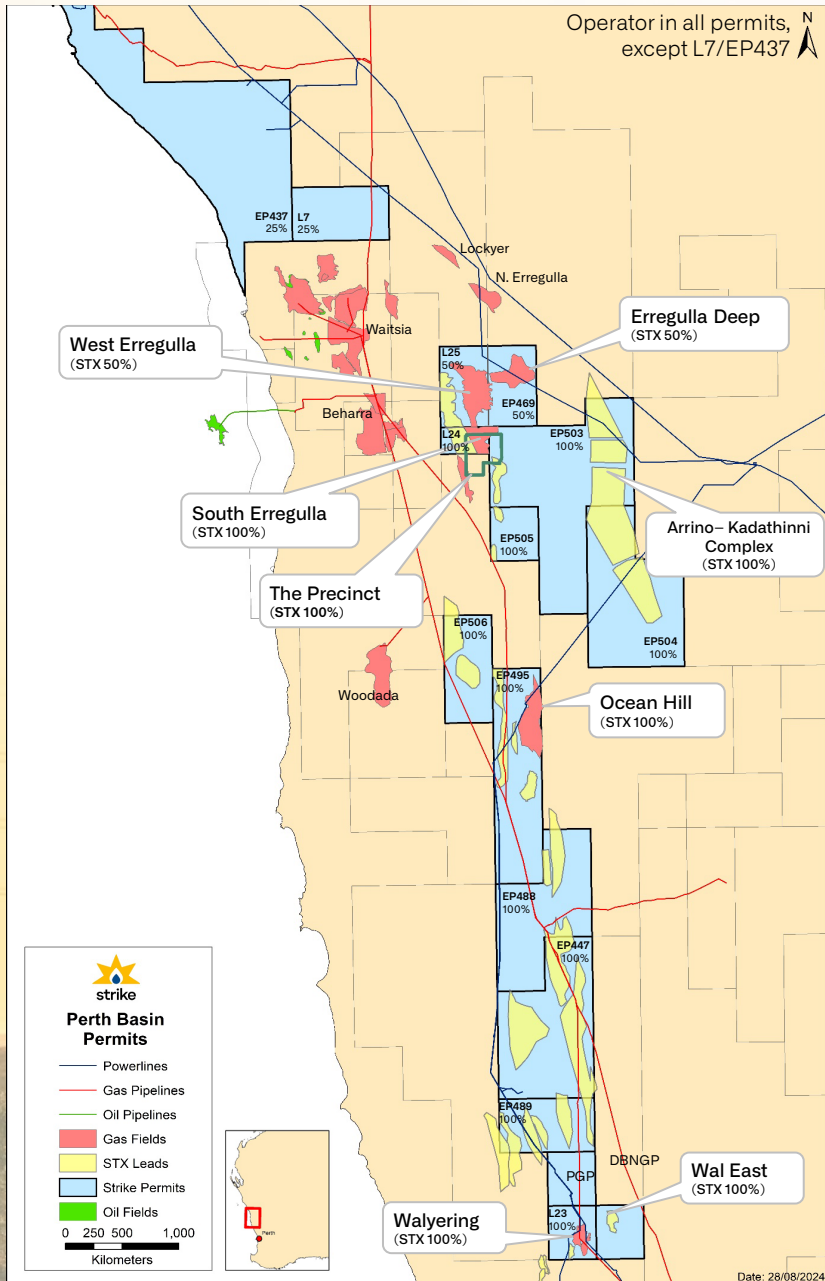 Operator in all permits,
except L7/EP437
N
EP437
25%
L7
25%
Lockyer
N. Erregulla
Waitsia
Erregulla Deep
(STX 50%)
West Erregulla
(STX 50%)
L25
50%
EP469
50%
Beharra
L24
100%
EP503
100%
South Erregulla
(STX 100%)
Arrino– Kadathinni
Complex
(STX 100%)
EP505
100%
The Precinct
(STX 100%)
EP506
100%
EP504
100%
EP495
100%
Woodada
Ocean Hill
(STX 100%)
EP488
100%
EP447
100%
strike
Perth Basin
Permits
Powerlines
Gas Pipelines
Oil Pipelines
Gas Fields
STX Leads
Strike Permits
Oil Fields
0 250 500 1,000
Kilometers
Perth
EP489
100%
DBNGP
PGP
Wal East
(STX 100%)
L23
100%
Walyering
(STX 100%)
Date: 28/08/2024